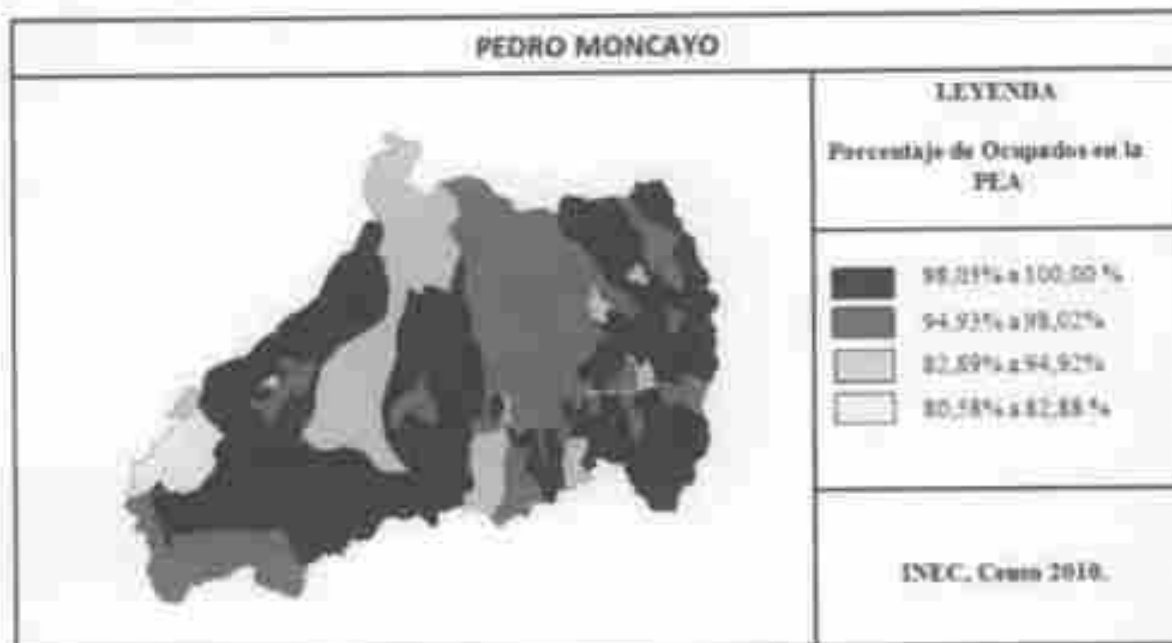 PEDRO MONCAYO
LEYENDA
Porcentaje de Ocupados en la
PEA
98,03% a 100,00 %
94,93% a 98,02%
82,89% a 94,92%
80,58% a 82,88 %
INEC, Censo 2010.